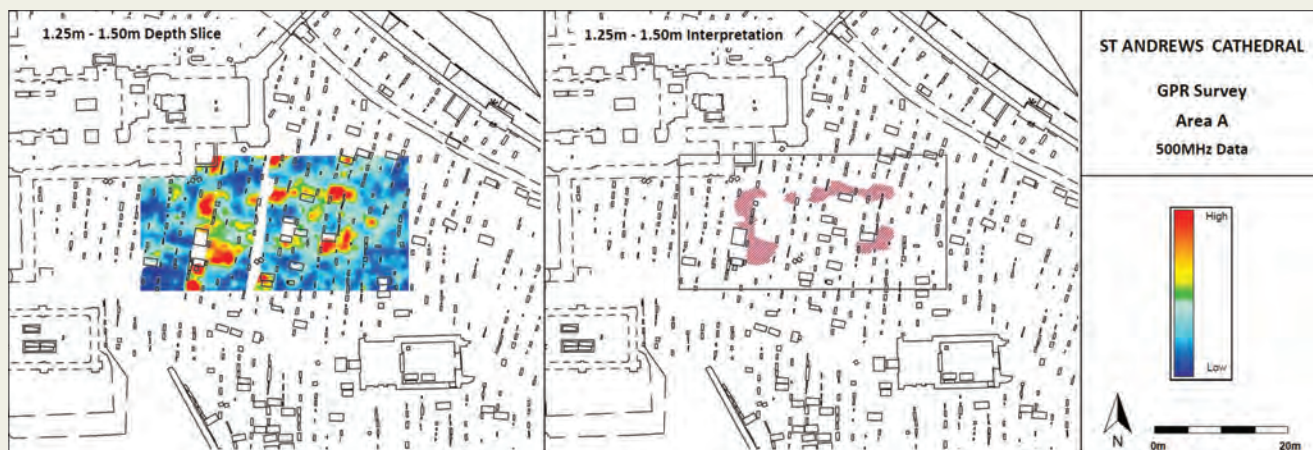 1.25m - 1.50m Depth Slice
1.25m - 1.50m Interpretation
ST ANDREWS CATHEDRAL
GPR Survey
Area A
500MHz Data
High
Low
N
0m
20m